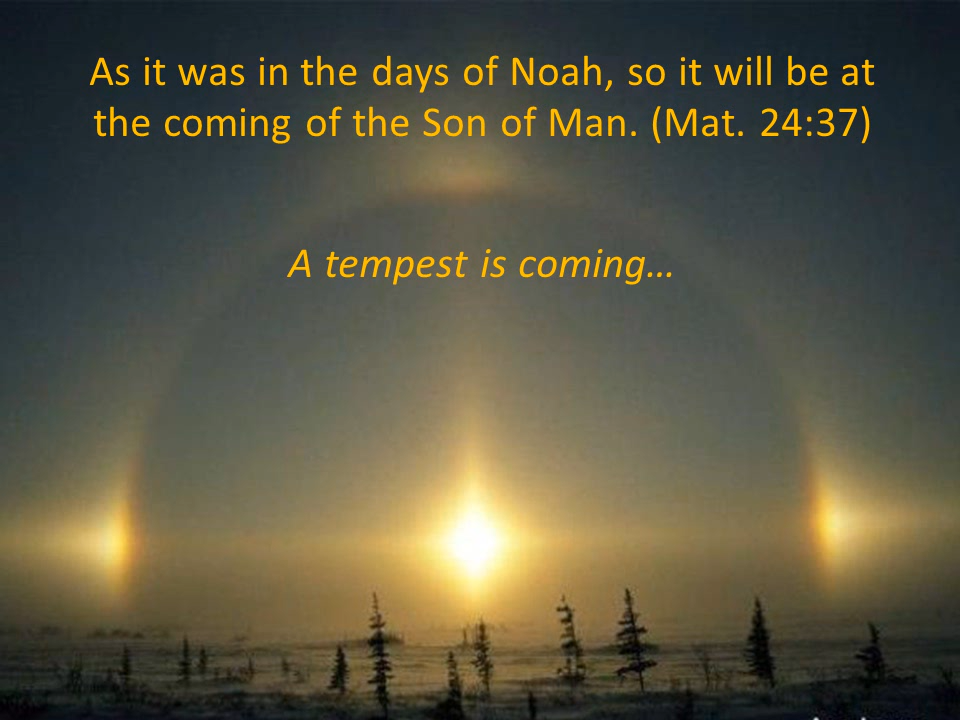 As it was in the days of Noah, so it will be at
the coming of the Son of Man. (Mat. 24:37)
A tempest is coming…